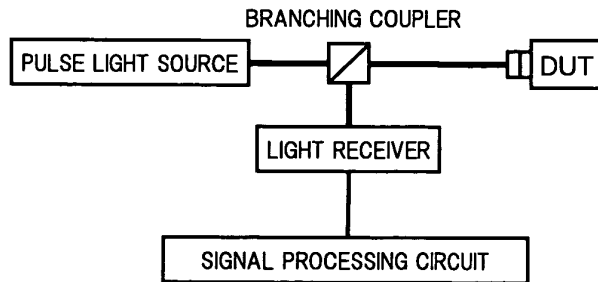 BRANCHING COUPLER
PULSE LIGHT SOURCE
DUT
LIGHT RECEIVER
SIGNAL PROCESSING CIRCUIT